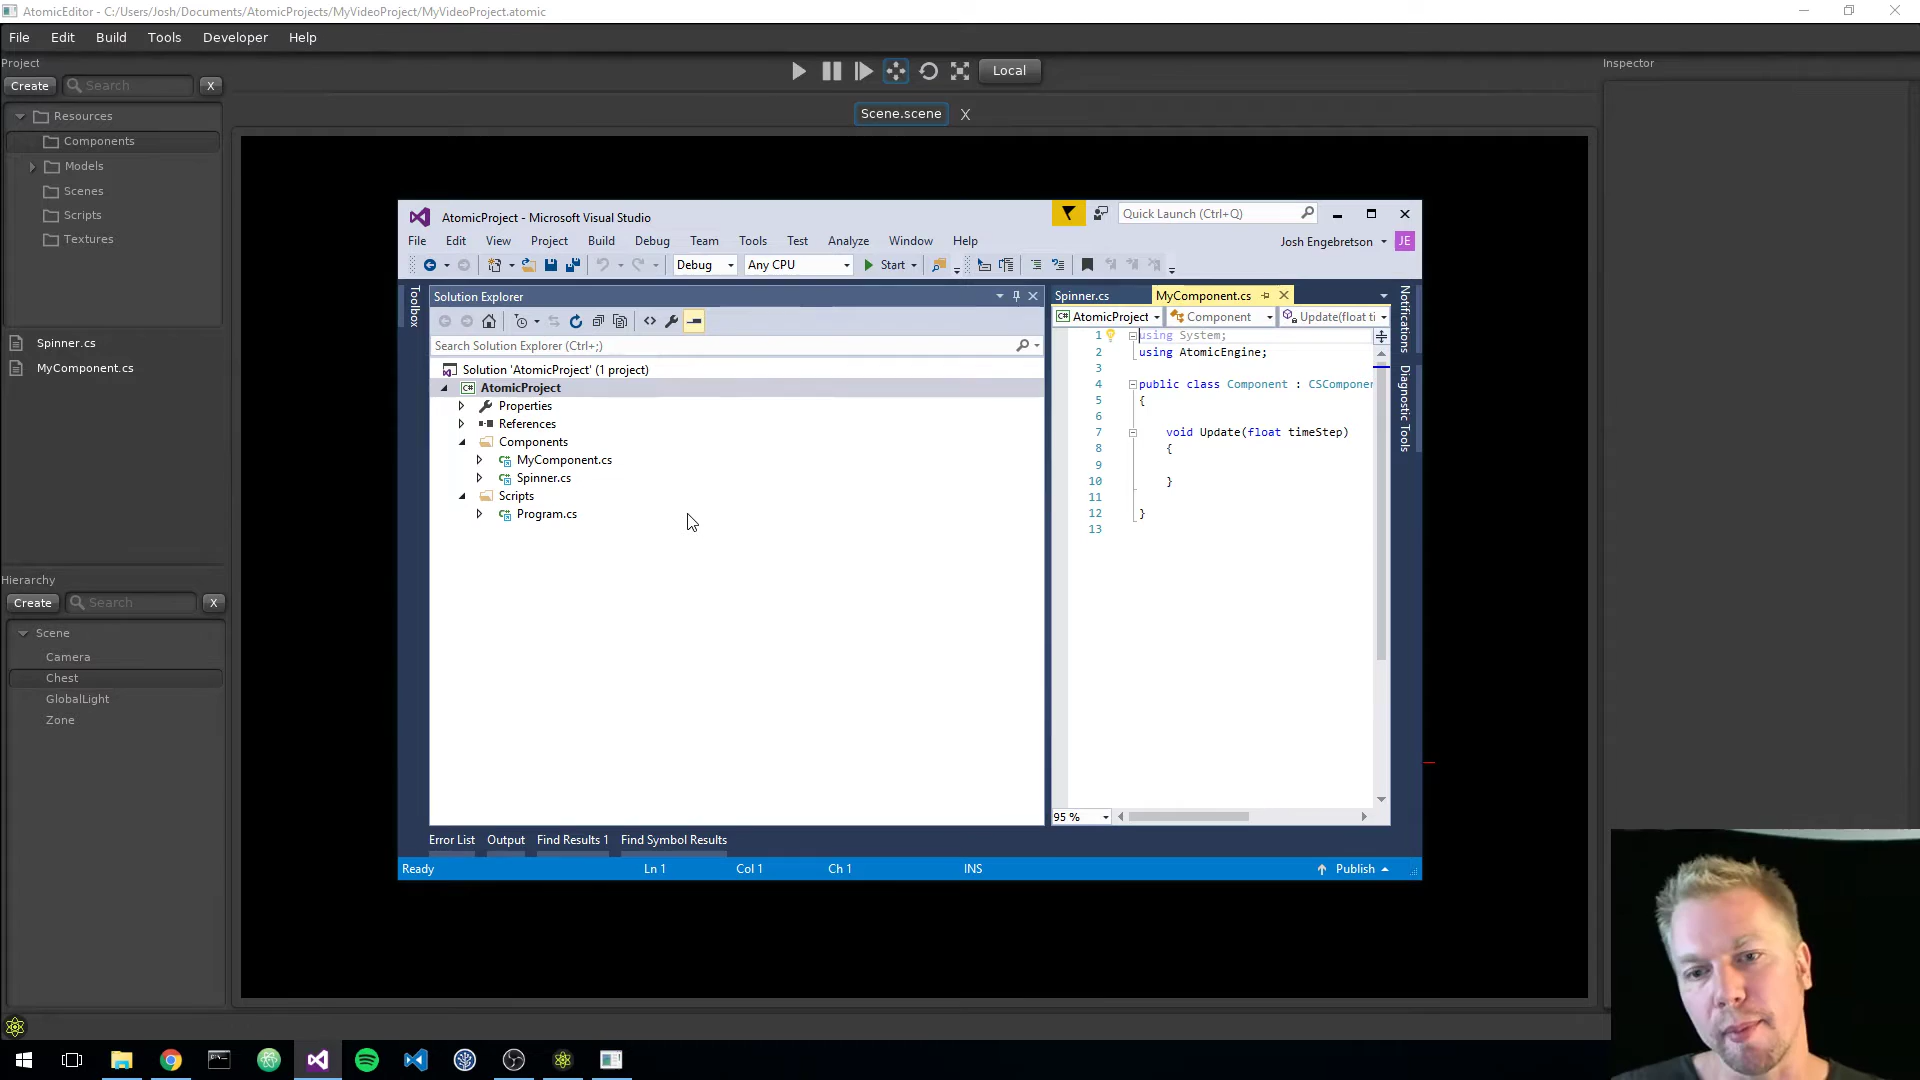 AtomicEditor - C:/Users/Josh/Documents/AtomicProjects/MyVideoProject/MyVideoProject.atomic
File Edit Build Tools Developer Help
Project
Create Search X
Resources
Components
Models
Scenes
Scripts
Textures
Spinner.cs
MyComponent.cs
Hierarchy
Create Search X
Scene
Camera
Chest
GlobalLight
Zone
Local
Scene.scene X
Inspector
AtomicProject - Microsoft Visual Studio
Quick Launch (Ctrl+Q)
File Edit View Project Build Debug Team Tools Test Analyze Window Help
Josh Engebretson JE
Debug Any CPU Start
Toolbox
Solution Explorer
Search Solution Explorer (Ctrl+;)
Solution 'AtomicProject' (1 project)
C# AtomicProject
Properties
References
Components
C# MyComponent.cs
C# Spinner.cs
Scripts
C# Program.cs
Spinner.cs MyComponent.cs
C# AtomicProject Component Update(float ti
1 using System;
2 using AtomicEngine;
3
4 public class Component : CSComponen
5 {
6
7 void Update(float timeStep)
8 {
9
10 }
11
12 }
13
95 %
Notifications
Diagnostic Tools
Error List Output Find Results 1 Find Symbol Results
Ready Ln 1 Col 1 Ch 1 INS Publish